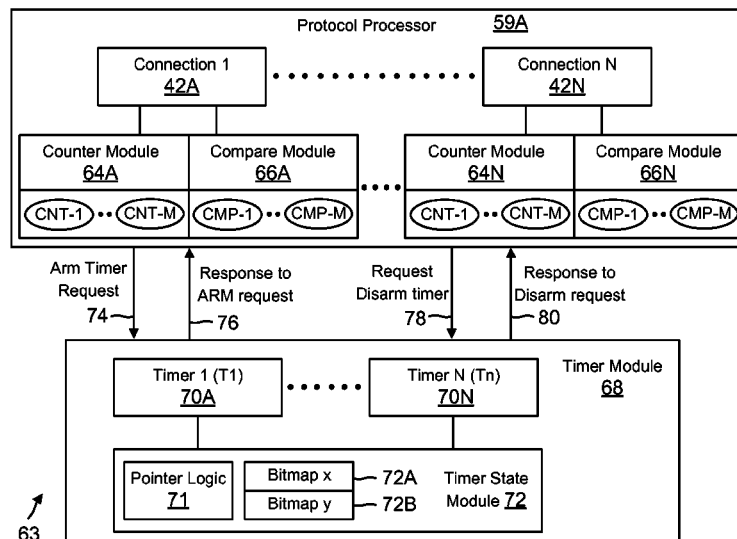 Protocol Processor 59A
Connection 1
42A
Connection N
42N
Counter Module
64A
Compare Module
66A
Counter Module
64N
Compare Module
66N
CNT-1 •• CNT-M
CMP-1 •• CMP-M
CNT-1 •• CNT-M
CMP-1 •• CMP-M
Arm Timer
Request
74
Response to
ARM request
76
Request
Disarm timer
78
Response to
Disarm request
80
Timer 1 (T1)
70A
Timer N (Tn)
70N
Timer Module
68
Pointer Logic
71
Bitmap x
72A
Bitmap y
72B
Timer State
Module 72
63